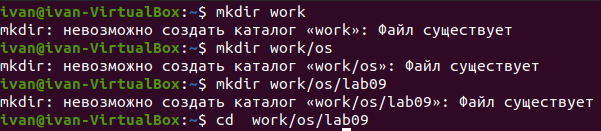 ivan@ivan-VirtualBox:~$ mkdir work
mkdir: невозможно создать каталог «work»: Файл существует
ivan@ivan-VirtualBox:~$ mkdir work/os
mkdir: невозможно создать каталог «work/os»: Файл существует
ivan@ivan-VirtualBox:~$ mkdir work/os/lab09
mkdir: невозможно создать каталог «work/os/lab09»: Файл существует
ivan@ivan-VirtualBox:~$ cd  work/os/lab09